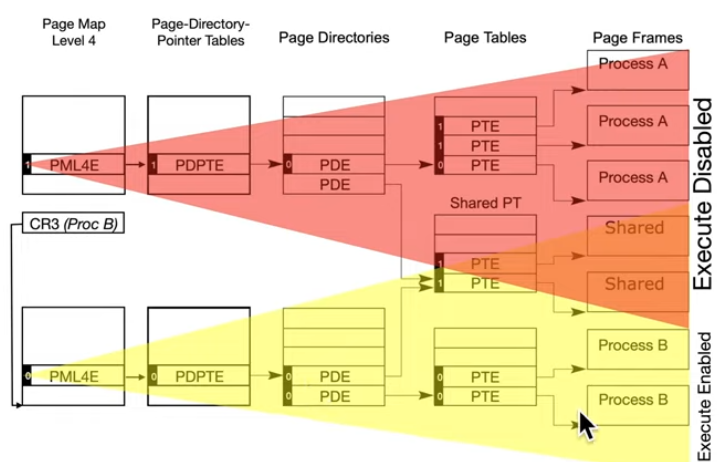 Page Map
Level 4
Page-Directory-
Pointer Tables
Page Directories
Page Tables
Page Frames
Process A
1
PTE
Process A
1
PTE
1
PML4E
1
PDPTE
0
PDE
0
PTE
Process A
PDE
Shared PT
CR3 (Proc B)
Shared
1
PTE
1
PTE
Shared
Process B
0
PML4E
0
PDPTE
0
PDE
0
PTE
0
PDE
0
PTE
Process B
Execute Disabled
Execute Enabled